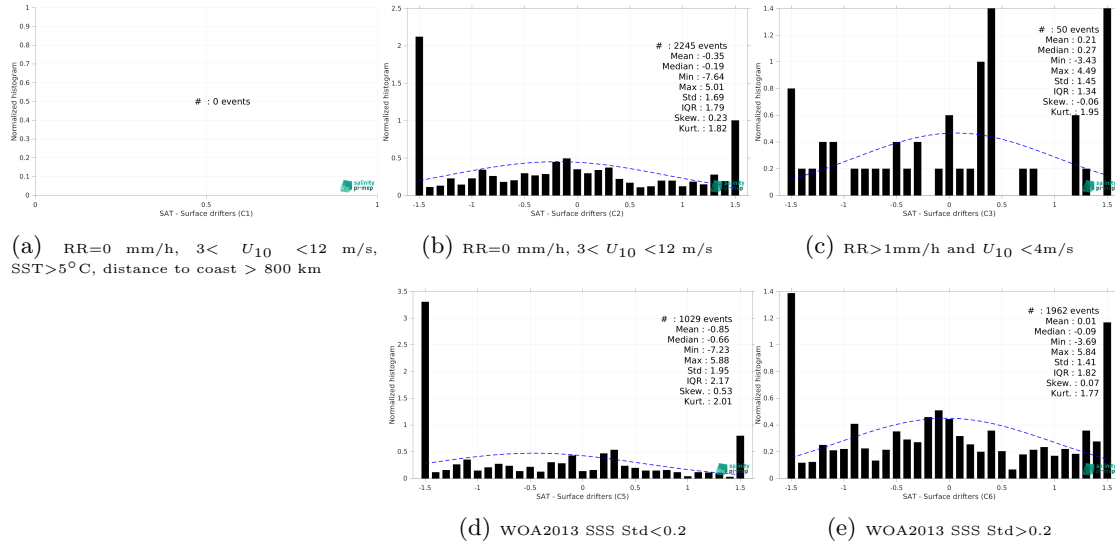 1
0.9
0.8
0.7
0.6
0.5
0.4
0.3
0.2
0.1
0
Normalized histogram
# : 0 events
salinity
pi-mep
0
0.5
1
SAT - Surface drifters (C1)
(a) RR=0 mm/h, 3< U10 <12 m/s,
SST>5°C, distance to coast > 800 km
2.5
2
1.5
1
0.5
0
Normalized histogram
# : 2245 events
Mean : -0.35
Median : -0.19
Min : -7.64
Max : 5.01
Std : 1.69
IQR : 1.79
Skew. : 0.23
Kurt. : 1.82
salinity
pi-mep
-1.5 -1 -0.5 0 0.5 1 1.5
SAT - Surface drifters (C2)
(b) RR=0 mm/h, 3< U10 <12 m/s
1.4
1.2
1
0.8
0.6
0.4
0.2
0
Normalized histogram
# : 50 events
Mean : 0.21
Median : 0.27
Min : -3.43
Max : 4.49
Std : 1.45
IQR : 1.34
Skew. : -0.06
Kurt. : 1.95
salinity
pi-mep
-1.5 -1 -0.5 0 0.5 1 1.5
SAT - Surface drifters (C3)
(c) RR>1mm/h and U10 <4m/s
3.5
3
2.5
2
1.5
1
0.5
0
Normalized histogram
# : 1029 events
Mean : -0.85
Median : -0.66
Min : -7.23
Max : 5.88
Std : 1.95
IQR : 2.17
Skew. : 0.53
Kurt. : 2.01
salinity
pi-mep
-1.5 -1 -0.5 0 0.5 1 1.5
SAT - Surface drifters (C5)
(d) WOA2013 SSS Std<0.2
1.4
1.2
1
0.8
0.6
0.4
0.2
0
Normalized histogram
# : 1962 events
Mean : 0.01
Median : -0.09
Min : -3.69
Max : 5.84
Std : 1.41
IQR : 1.82
Skew. : 0.07
Kurt. : 1.77
salinity
pi-mep
-1.5 -1 -0.5 0 0.5 1 1.5
SAT - Surface drifters (C6)
(e) WOA2013 SSS Std>0.2